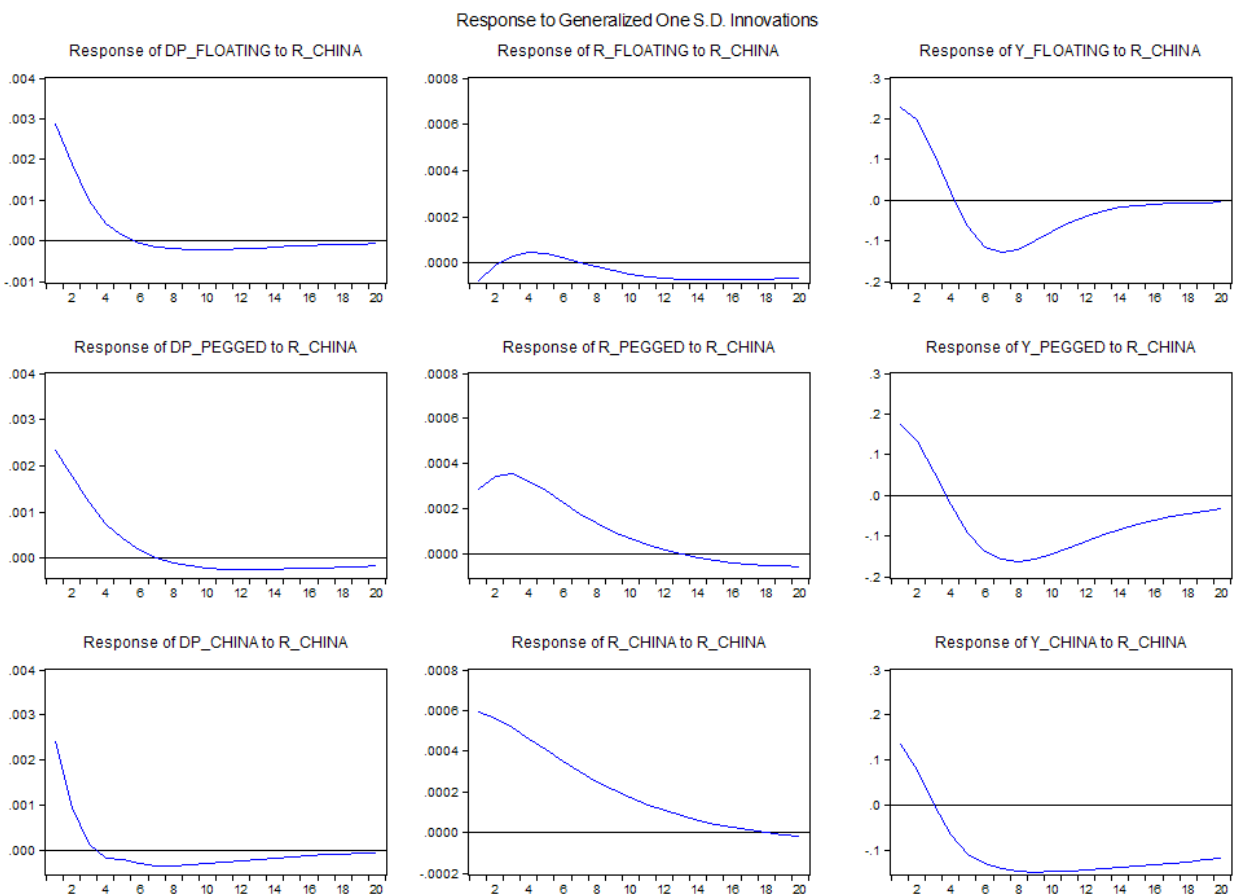 Response to Generalized One S.D. Innovations
Response of DP_FLOATING to R_CHINA
.004
.003
.002
.001
.000
-.001
2 4 6 8 10 12 14 16 18 20
Response of R_FLOATING to R_CHINA
.0008
.0006
.0004
.0002
.0000
2 4 6 8 10 12 14 16 18 20
Response of Y_FLOATING to R_CHINA
.3
.2
.1
.0
-.1
-.2
2 4 6 8 10 12 14 16 18 20
Response of DP_PEGGED to R_CHINA
.004
.003
.002
.001
.000
2 4 6 8 10 12 14 16 18 20
Response of R_PEGGED to R_CHINA
.0008
.0006
.0004
.0002
.0000
2 4 6 8 10 12 14 16 18 20
Response of Y_PEGGED to R_CHINA
.3
.2
.1
.0
-.1
-.2
2 4 6 8 10 12 14 16 18 20
Response of DP_CHINA to R_CHINA
.004
.003
.002
.001
.000
2 4 6 8 10 12 14 16 18 20
Response of R_CHINA to R_CHINA
.0008
.0006
.0004
.0002
.0000
-.0002
2 4 6 8 10 12 14 16 18 20
Response of Y_CHINA to R_CHINA
.3
.2
.1
.0
-.1
2 4 6 8 10 12 14 16 18 20